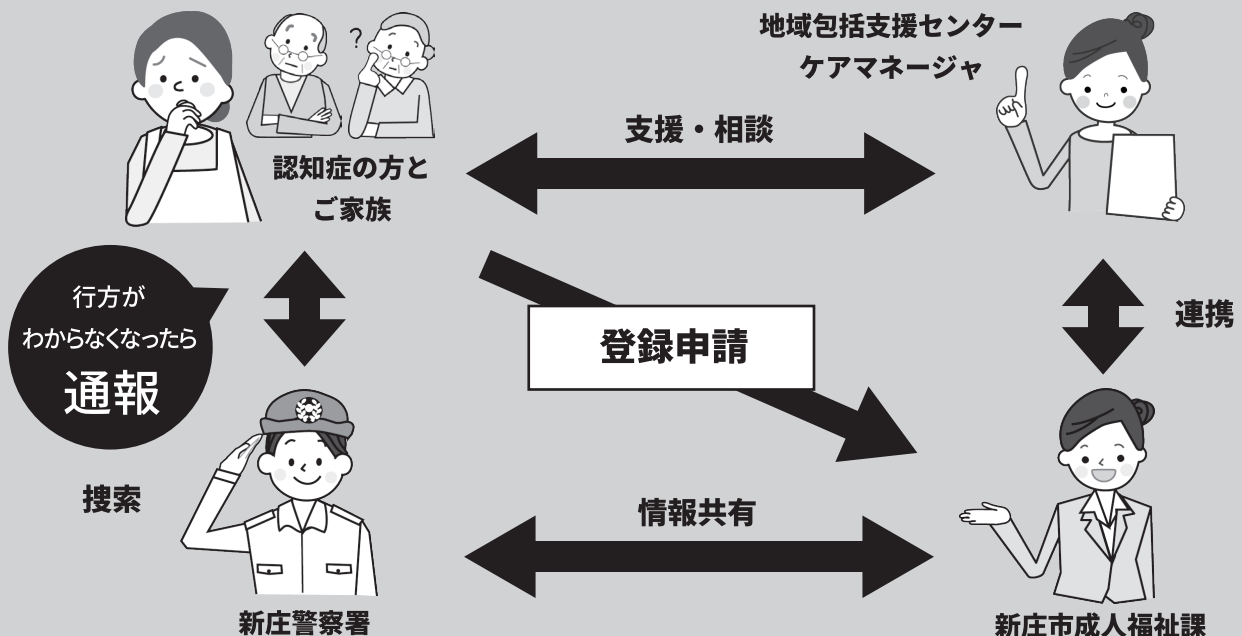 地域包括支援センター
ケアマネージャ
?
支援・相談
認知症の方と
ご家族
行方が
わからなくなったら
通報
登録申請
連携
捜索
情報共有
新庄警察署
新庄市成人福祉課